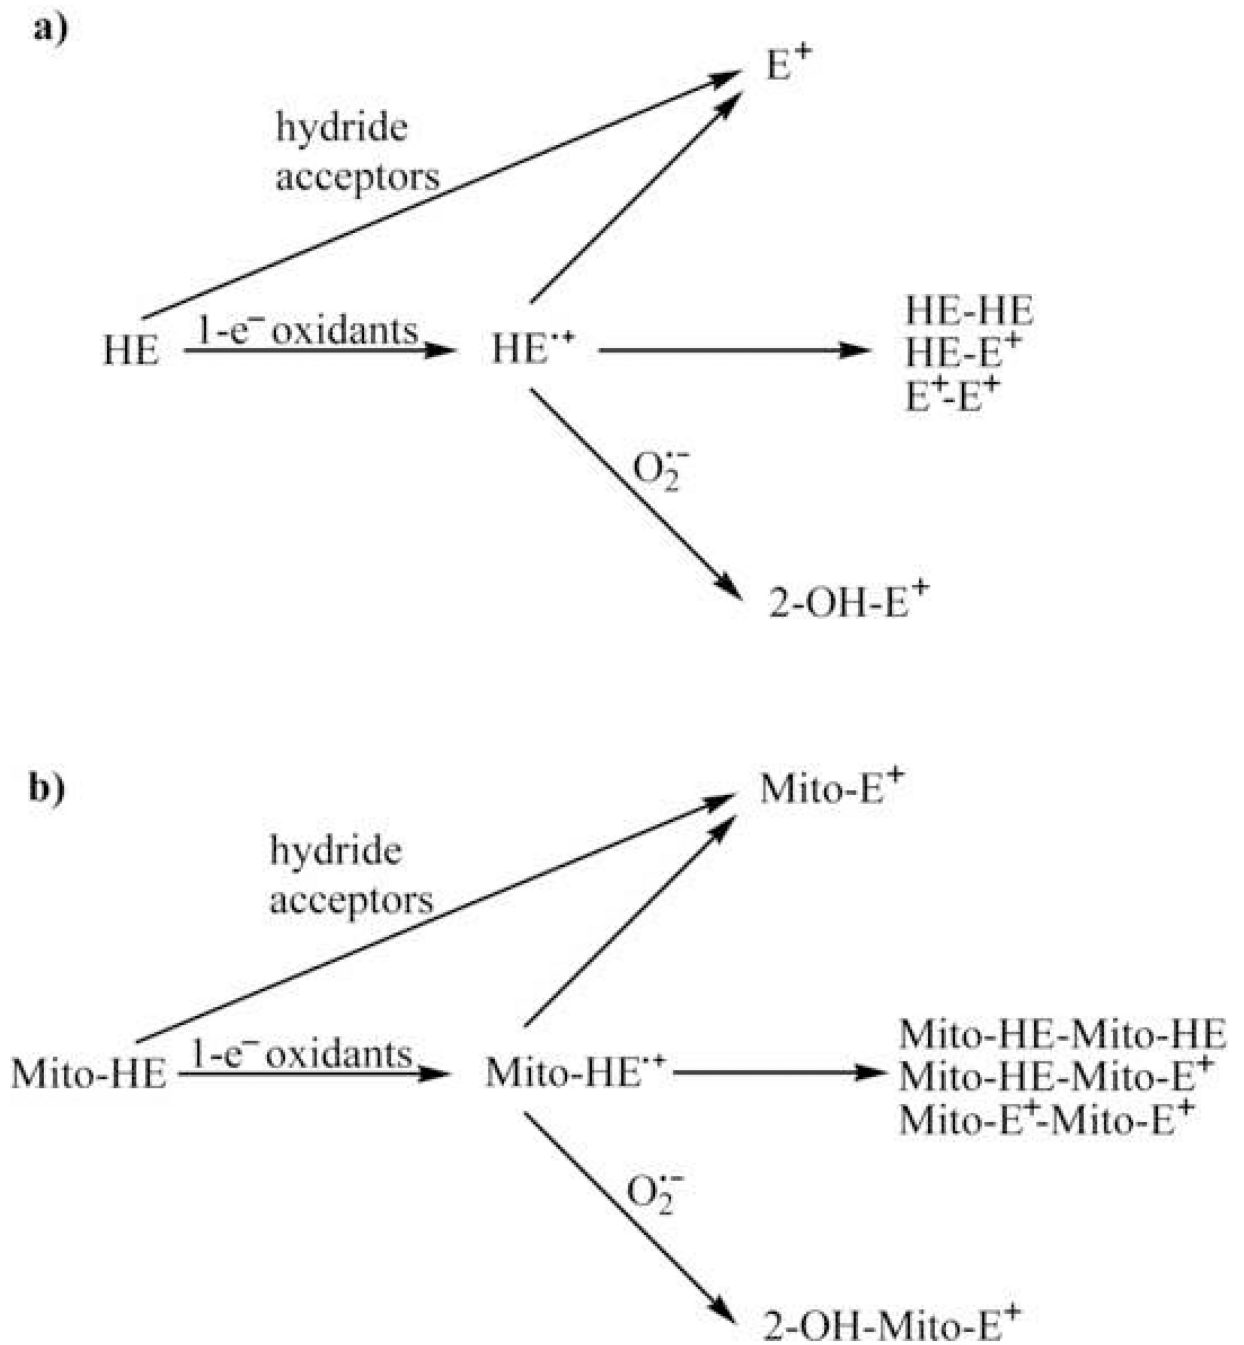 a)
E⁺
hydride
acceptors
HE
1-e⁻ oxidants
HE•⁺
HE-HE
HE-E⁺
E⁺-E⁺
O₂•⁻
2-OH-E⁺
b)
Mito-E⁺
hydride
acceptors
Mito-HE
1-e⁻ oxidants
Mito-HE•⁺
Mito-HE-Mito-HE
Mito-HE-Mito-E⁺
Mito-E⁺-Mito-E⁺
O₂•⁻
2-OH-Mito-E⁺